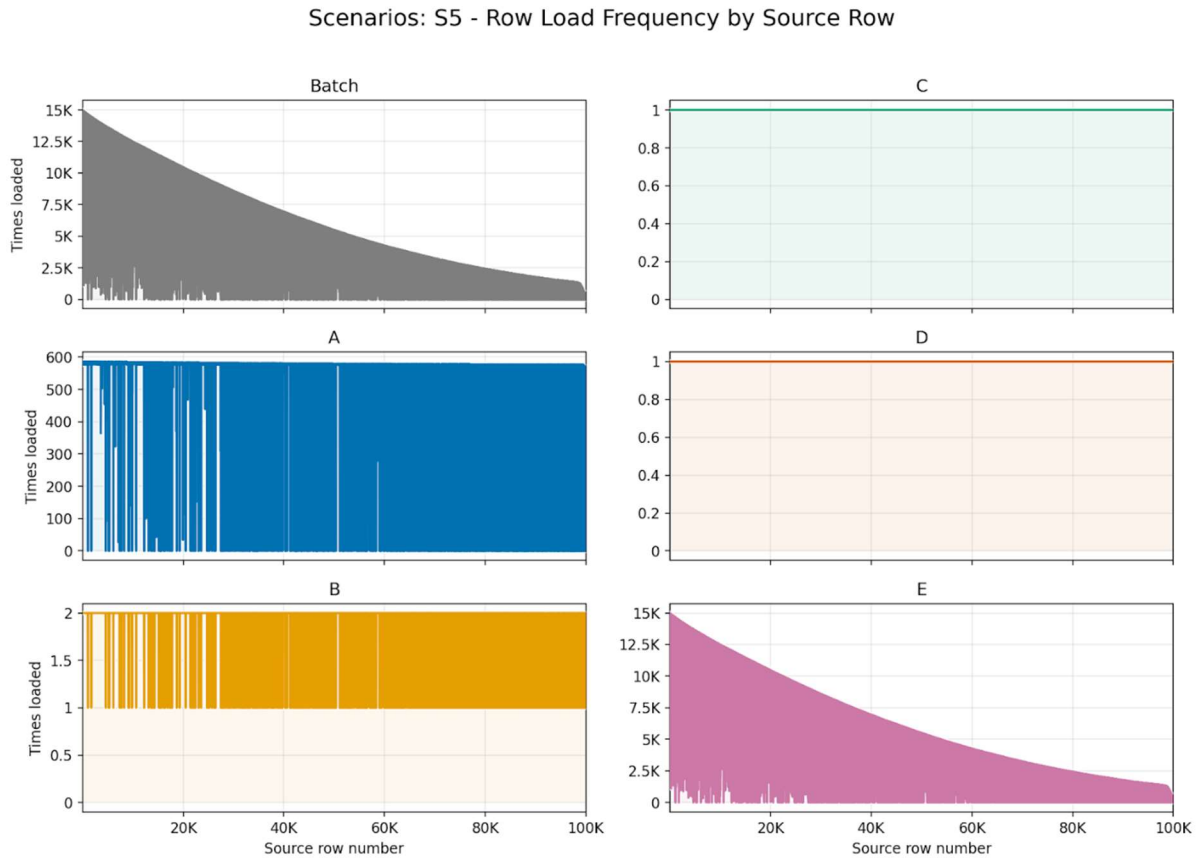 Scenarios: S5 - Row Load Frequency by Source Row
Batch
15K
12.5K
10K
7.5K
5K
2.5K
0
Times loaded
C
1
0.8
0.6
0.4
0.2
0
A
600
500
400
300
200
100
0
Times loaded
D
1
0.8
0.6
0.4
0.2
0
B
2
1.5
1
0.5
0
Times loaded
20K 40K 60K 80K 100K
Source row number
E
15K
12.5K
10K
7.5K
5K
2.5K
0
20K 40K 60K 80K 100K
Source row number